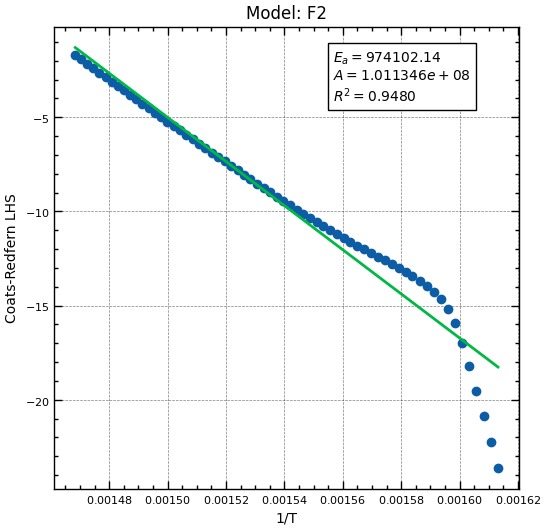 Model: F2
E_a = 974102.14
A = 1.011346e + 08
R^2 = 0.9480
Coats-Redfern LHS
−5
−10
−15
−20
0.00148 0.00150 0.00152 0.00154 0.00156 0.00158 0.00160 0.00162
1/T